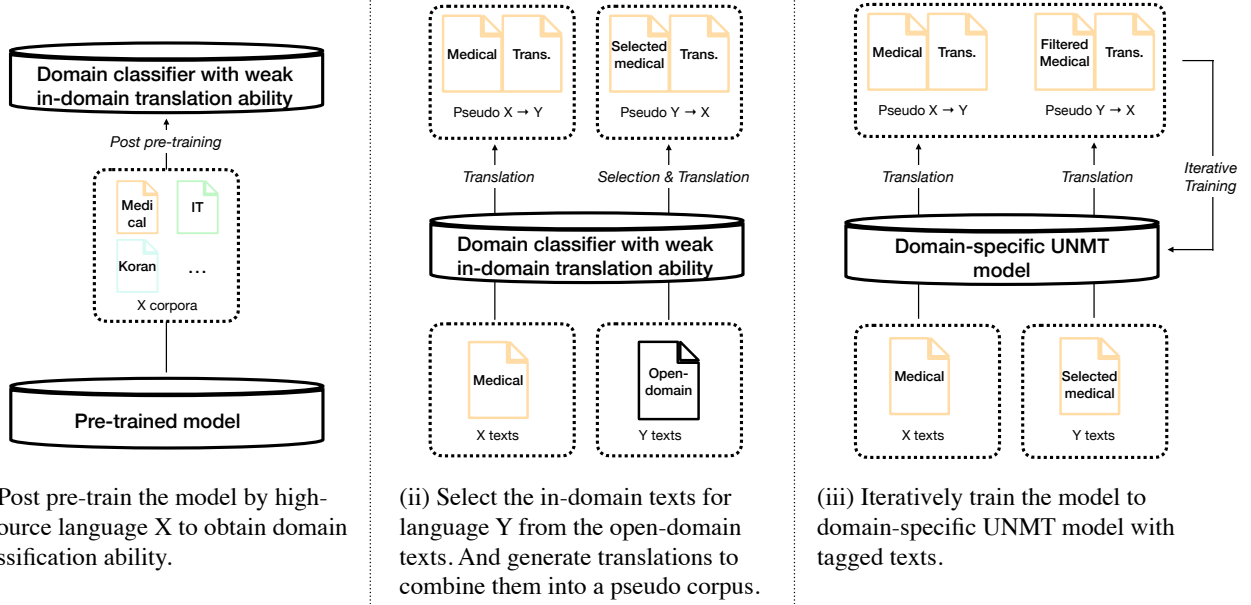 Domain classifier with weak
in-domain translation ability
Post pre-training
Medi
cal
IT
Koran
...
X corpora
Pre-trained model
Post pre-train the model by high-
ource language X to obtain domain
ssification ability.
Medical
Trans.
Pseudo X → Y
Selected
medical
Trans.
Pseudo Y → X
Translation
Selection & Translation
Domain classifier with weak
in-domain translation ability
Medical
X texts
Open-
domain
Y texts
(ii) Select the in-domain texts for
language Y from the open-domain
texts. And generate translations to
combine them into a pseudo corpus.
Medical
Trans.
Pseudo X → Y
Filtered
Medical
Trans.
Pseudo Y → X
Translation
Translation
Iterative
Training
Domain-specific UNMT
model
Medical
X texts
Selected
medical
Y texts
(iii) Iteratively train the model to
domain-specific UNMT model with
tagged texts.